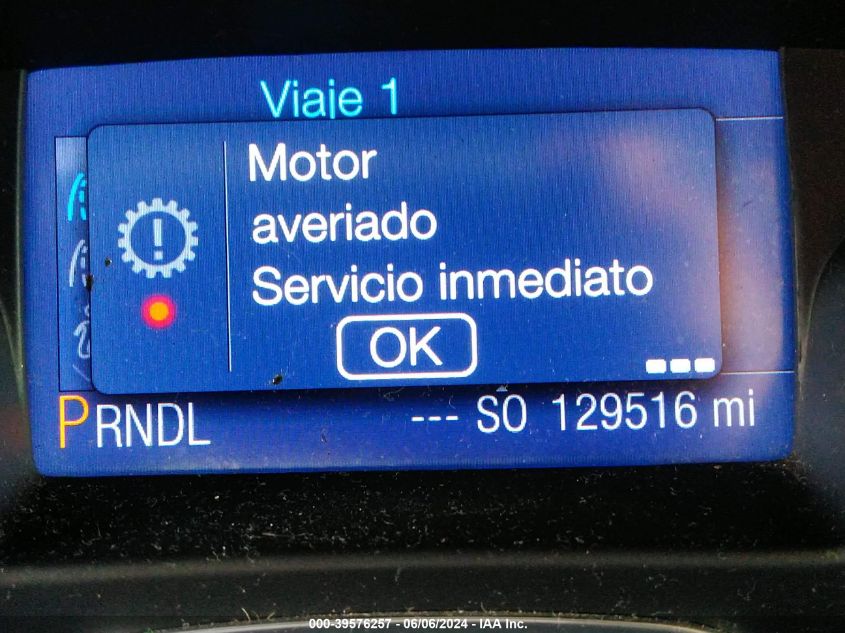 Viaje 1
Motor
averiado
Servicio inmediato
OK
PRNDL --- SO 129516 mi
000-39576257 - 06/06/2024 - IAA Inc.